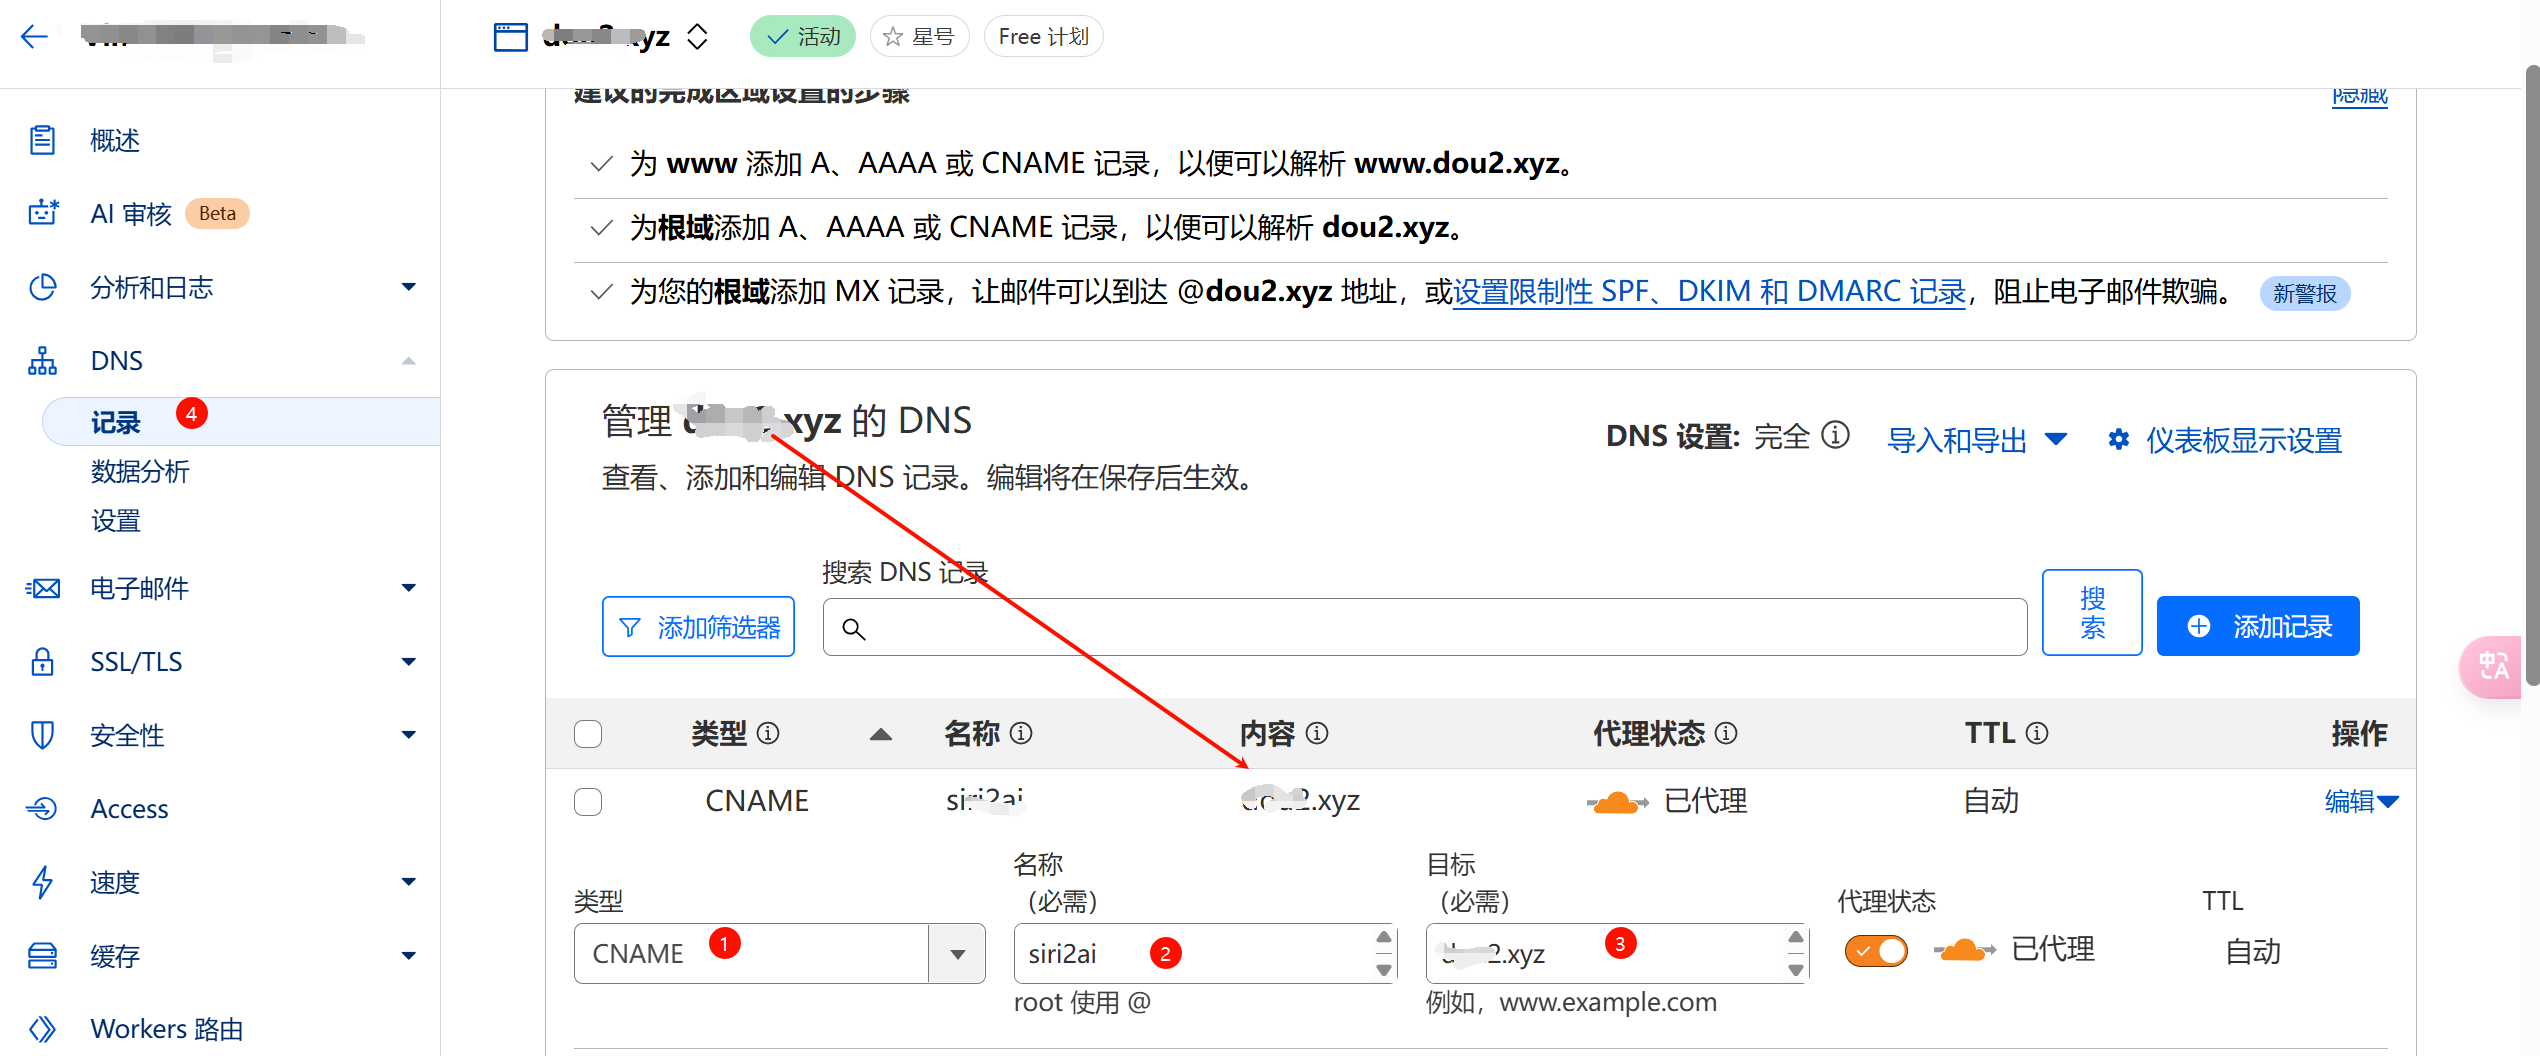 .xyz
活动
星号
Free 计划
概述
AI 审核 Beta
分析和日志
DNS
记录 4
数据分析
设置
电子邮件
SSL/TLS
安全性
Access
速度
缓存
Workers 路由
建议的完成区域设置的步骤
隐藏
为 www 添加 A、AAAA 或 CNAME 记录，以便可以解析 www.dou2.xyz。
为根域添加 A、AAAA 或 CNAME 记录，以便可以解析 dou2.xyz。
为您的根域添加 MX 记录，让邮件可以到达 @dou2.xyz 地址，或设置限制性 SPF、DKIM 和 DMARC 记录，阻止电子邮件欺骗。 新警报
管理 .xyz 的 DNS
DNS 设置: 完全
导入和导出
仪表板显示设置
查看、添加和编辑 DNS 记录。编辑将在保存后生效。
搜索 DNS 记录
添加筛选器
搜
索
添加记录
类型 名称 内容 代理状态 TTL 操作
CNAME siri2ai .xyz 已代理 自动 编辑
类型
名称
（必需）
目标
（必需）
代理状态
TTL
CNAME 1
siri2ai 2
2.xyz 3
已代理
自动
root 使用 @
例如，www.example.com
中 A